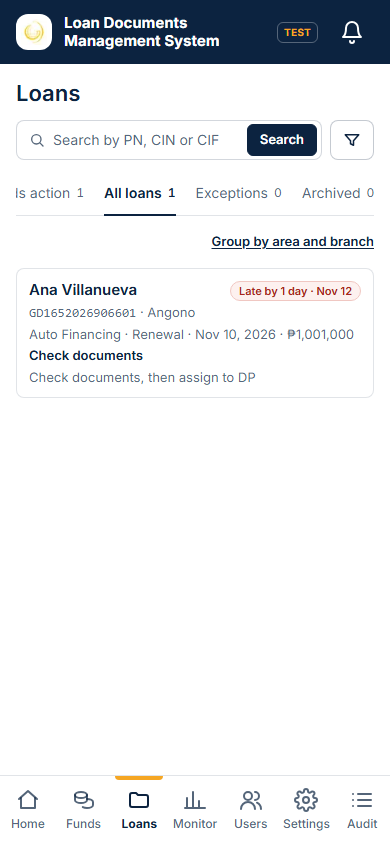 Loan Documents
Management System
TEST
Loans
Search by PN, CIN or CIF
Search
ls action 1
All loans 1
Exceptions 0
Archived 0
Group by area and branch
Ana Villanueva
Late by 1 day · Nov 12
GD1652026906601 · Angono
Auto Financing · Renewal · Nov 10, 2026 · ₱1,001,000
Check documents
Check documents, then assign to DP
Home
Funds
Loans
Monitor
Users
Settings
Audit